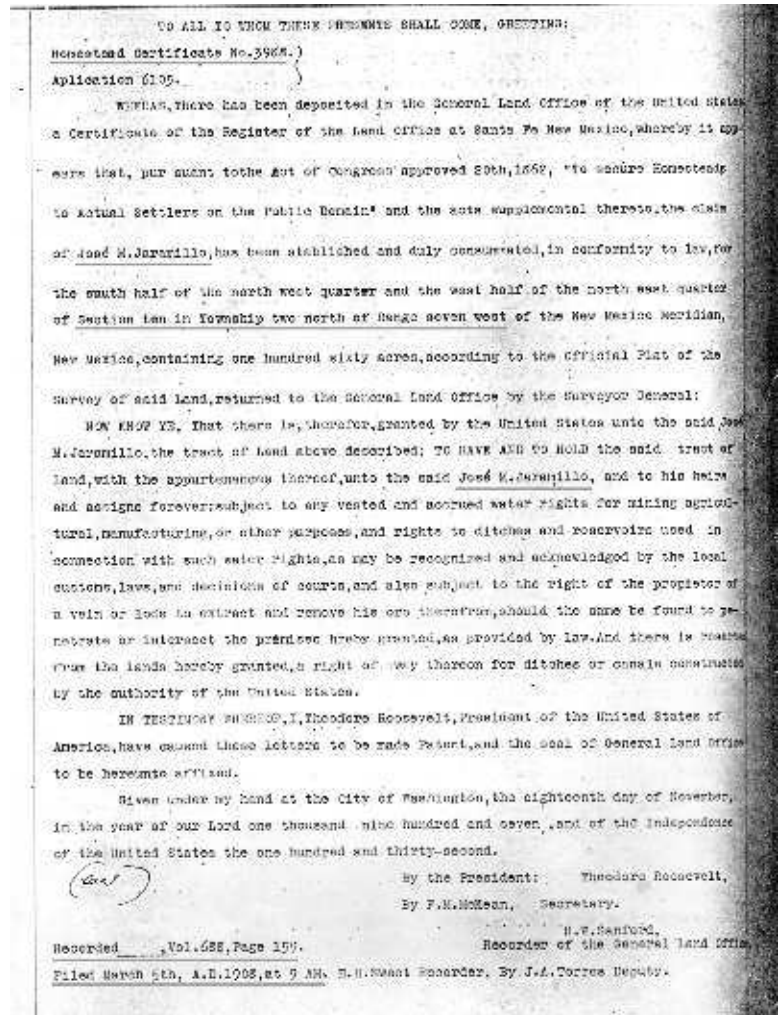 TO ALL TO WHOM THESE PRESENTS SHALL COME, GREETING:
Homestead Certificate No.3988.)
Aplication 6105. )
WHEREAS,There has been deposited in the General Land Office of the United States
a Certificate of the Register of the Land Office at Santa Fe New Mexico,whereby it app-
ears that, pur suant tothe Act of Congress approved 20th,1862, "To secure Homesteads
to Actual Settlers on the Public Domain" and the acts supplemental thereto,the claim
of José M.Jaramillo,has been stablished and duly consumated,in conformity to law,for
the south half of the north west quarter and the west half of the north east quarter
of Section ten in Township two north of Range seven west of the New Mexico Meridian,
New Mexico,containing one hundred sixty acres,according to the Official Plat of the
Survey of said Land,returned to the General Land Office by the Surveyor General:
NOW KNOW YE, That there is,therefor,granted by the United States unto the said José
M.Jaramillo,the tract of Land above described; TO HAVE AND TO HOLD the said tract of
Land,with the appurtenances thereof,unto the said José M.Jaramillo, and to his heirs
and assigns forever;subject to any vested and accrued water rights for mining agricul-
tural,manufacturing,or other purposes,and rights to ditches and reservoirs used in
connection with such water rights,as may be recognized and acknowledged by the local
customs,laws,and decisions of courts,and also subject to the right of the propietor of
a vein or lode to extract and remove his ore therefrom,should the same be found to pe-
netrate or intersect the premises hreby granted,as provided by law.And there is
from the lands hereby granted,a right of way thereon for ditches or canals constructed
by the authority of the United States.
IN TESTIMONY WHEREOF,I,Theodore Roosevelt,President of the United States of
America,have caused these letters to be made Patent,and the seal of General Land Office
to be hereunto affixed.
Given under my hand at the City of Washington,the eighteenth day of November,
in the year of our Lord one thousand nine hundred and seven ,and of the Independence
of the United States the one hundred and thirty-second.
(Seal) By the President: Theodore Roosevelt,
By F.M.McKean, Secretary.
H.W.Sanford,
Recorded ,Vol.688,Page 159. Recorder of the General Land Office
Filed March 5th, A.D.1908,at 9 AM. Recorder, By J.A.Torres Deputy.